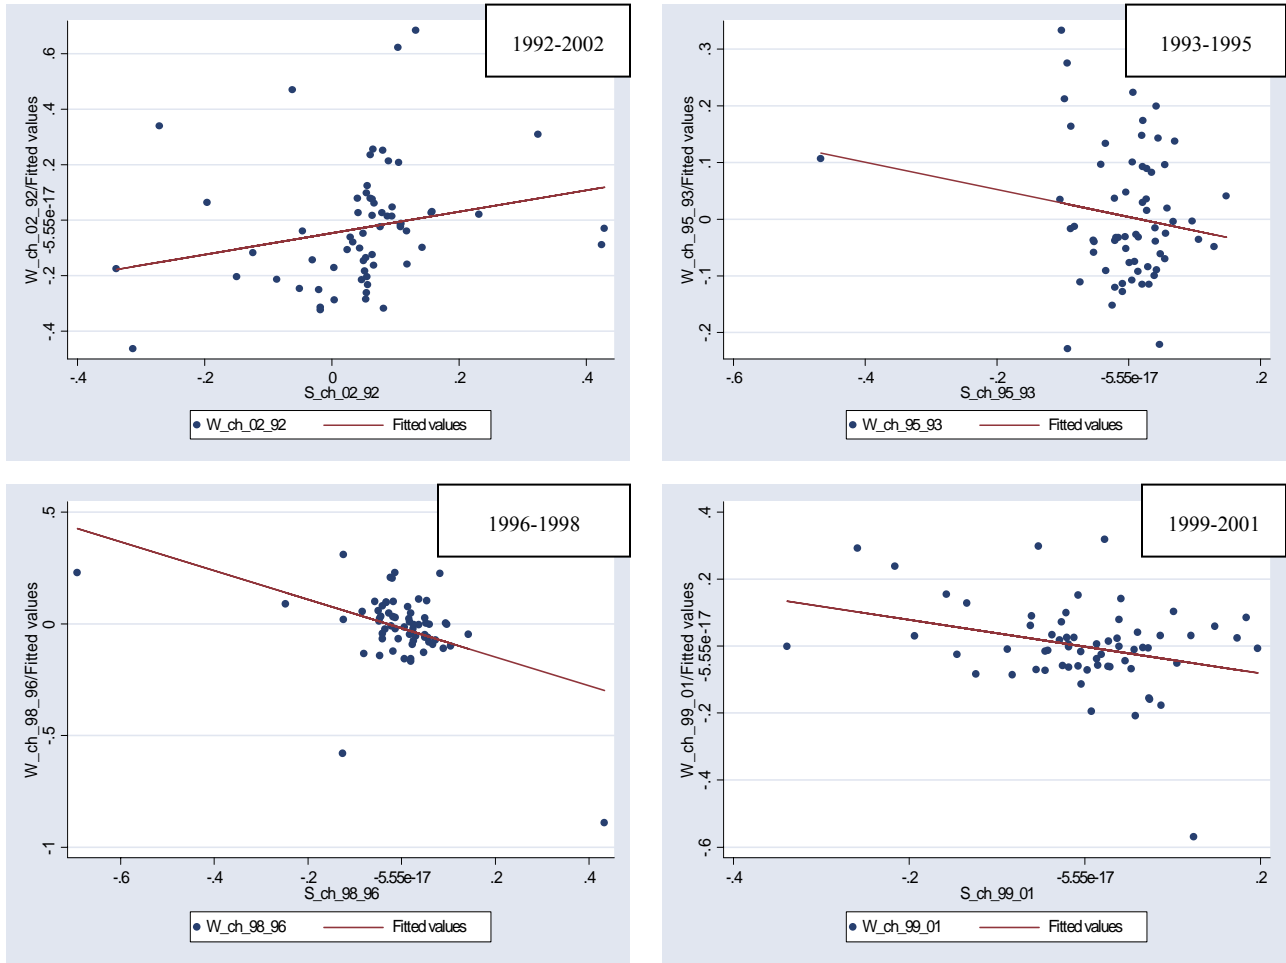 1992-2002
W_ch_02_92/Fitted values
.6
.4
.2
-5.55e-17
-.2
-.4
-.4
-.2
0
.2
.4
S_ch_02_92
W_ch_02_92
Fitted values
1993-1995
W_ch_95_93/Fitted values
.3
.2
.1
0
-.1
-.2
-.6
-.4
-.2
-5.55e-17
.2
S_ch_95_93
W_ch_95_93
Fitted values
1996-1998
W_ch_98_96/Fitted values
.5
0
-.5
-1
-.6
-.4
-.2
-5.55e-17
.2
.4
S_ch_98_96
W_ch_98_96
Fitted values
1999-2001
W_ch_99_01/Fitted values
.4
.2
-5.55e-17
-.2
-.4
-.6
-.4
-.2
-5.55e-17
.2
S_ch_99_01
W_ch_99_01
Fitted values